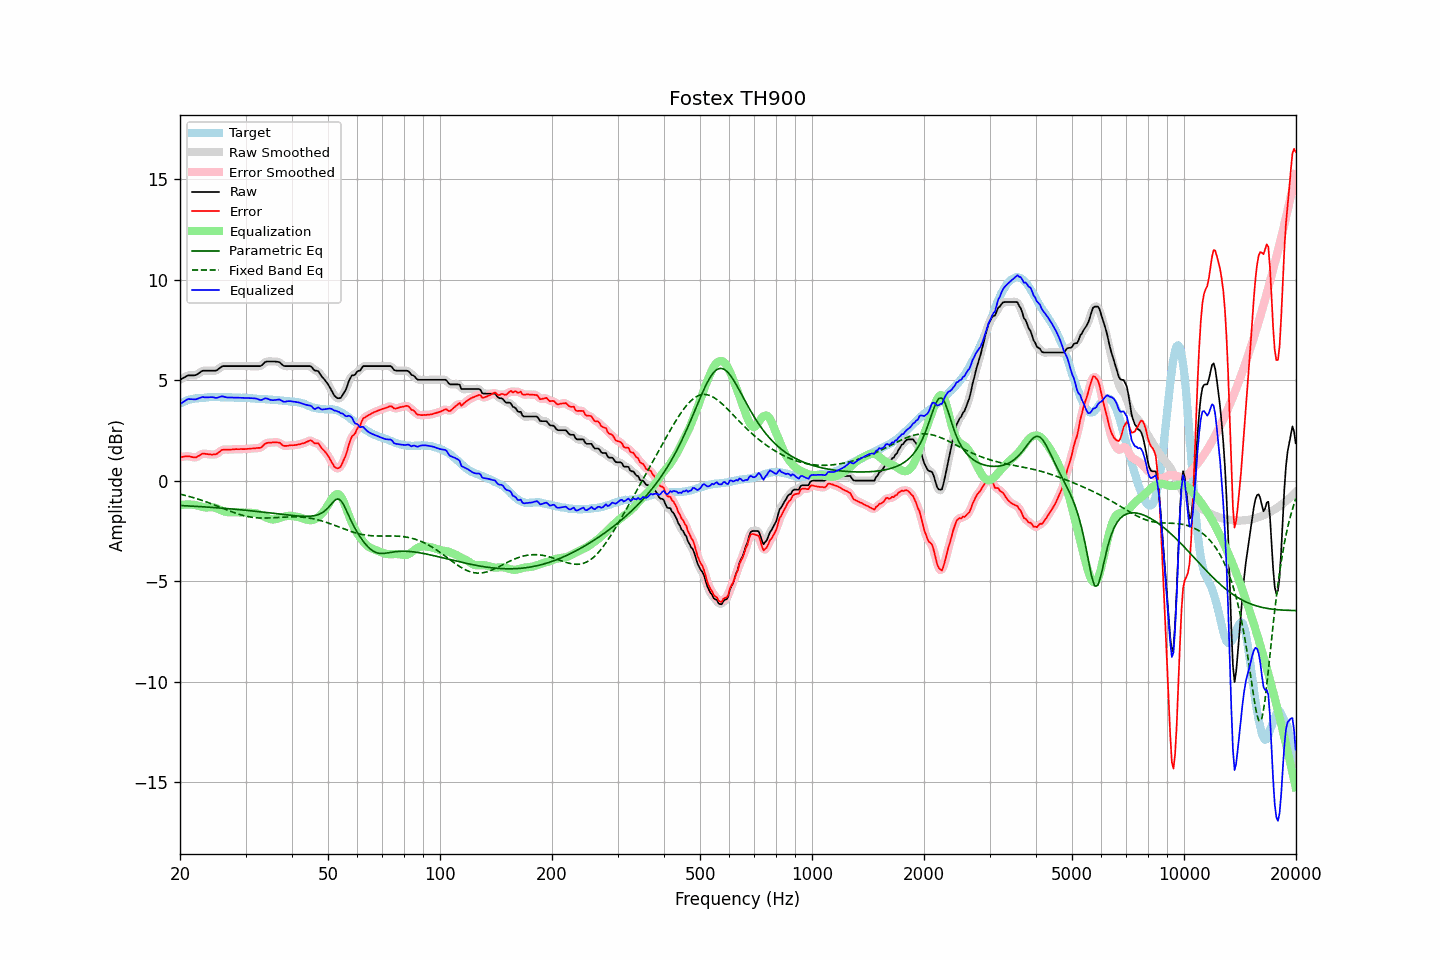 Fostex TH900
Target
Raw Smoothed
Error Smoothed
Raw
Error
Equalization
Parametric Eq
Fixed Band Eq
Equalized
Amplitude (dBr)
15
10
5
0
−5
−10
−15
20 50 100 200 500 1000 2000 5000 10000 20000
Frequency (Hz)